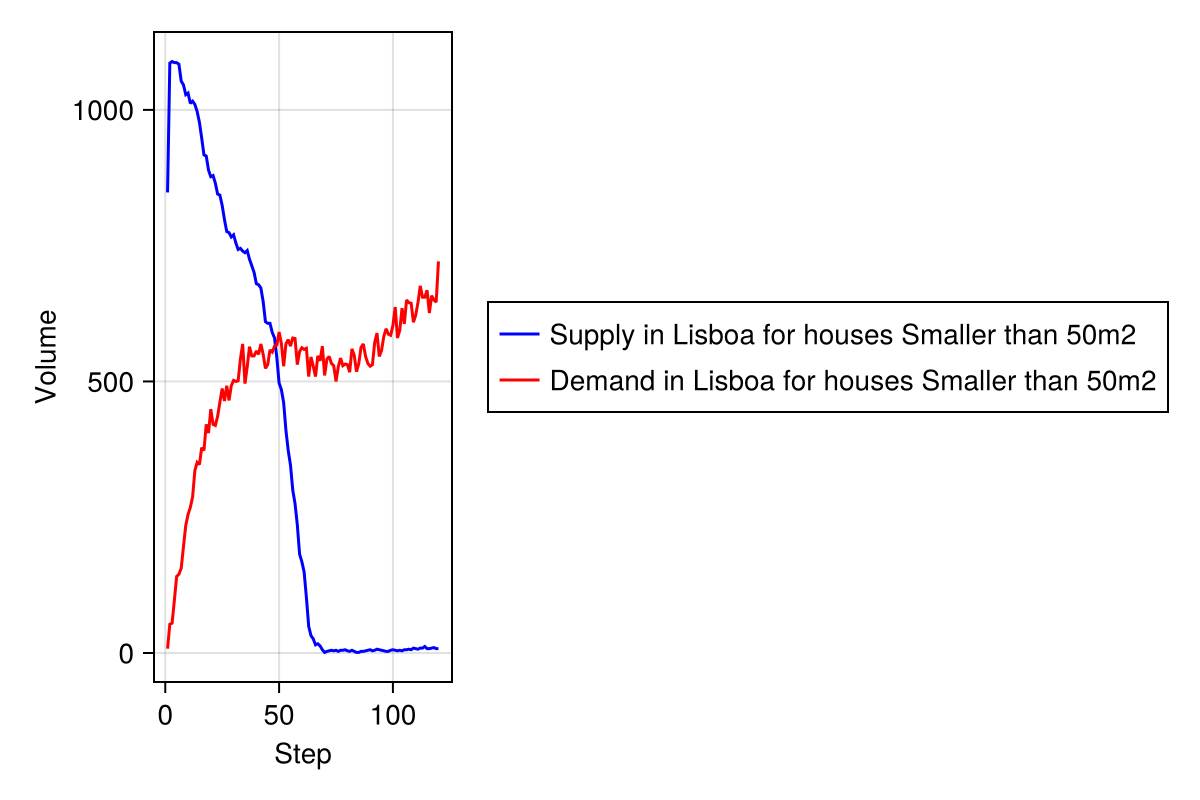 1000
500
0
Volume
0 50 100
Step
Supply in Lisboa for houses Smaller than 50m2
Demand in Lisboa for houses Smaller than 50m2